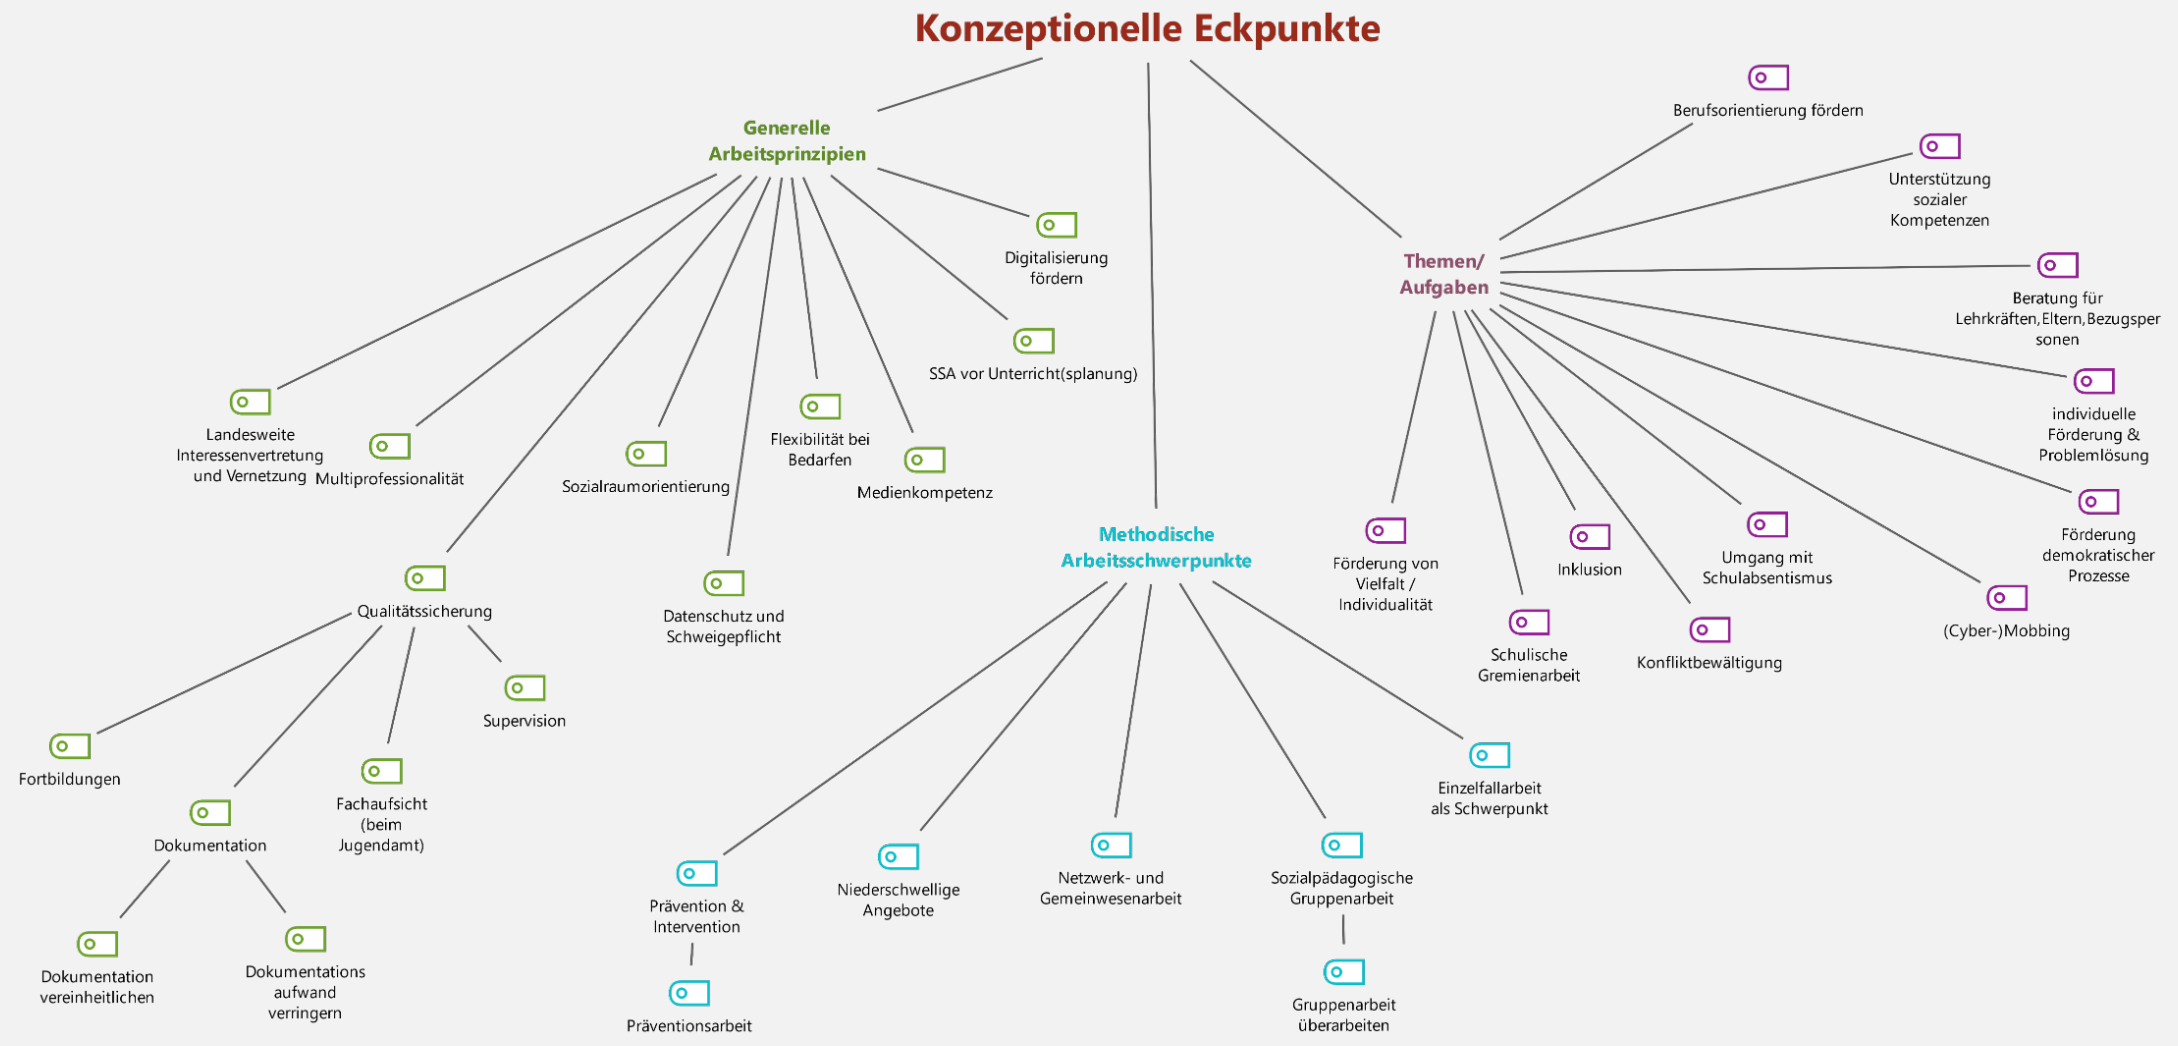 Konzeptionelle Eckpunkte
Generelle
Arbeitsprinzipien
Digitalisierung
fördern
SSA vor Unterricht(splanung)
Landesweite
Interessenvertretung
und Vernetzung
Multiprofessionalität
Sozialraumorientierung
Flexibilität bei
Bedarfen
Medienkompetenz
Datenschutz und
Schweigepflicht
Qualitätssicherung
Supervision
Fortbildungen
Fachaufsicht
(beim
Jugendamt)
Dokumentation
Dokumentation
vereinheitlichen
Dokumentations
aufwand
verringern
Methodische
Arbeitsschwerpunkte
Prävention &
Intervention
Präventionsarbeit
Niederschwellige
Angebote
Netzwerk- und
Gemeinwesenarbeit
Sozialpädagogische
Gruppenarbeit
Gruppenarbeit
überarbeiten
Einzelfallarbeit
als Schwerpunkt
Themen/
Aufgaben
Berufsorientierung fördern
Unterstützung
sozialer
Kompetenzen
Beratung für
Lehrkräften,Eltern,Bezugsper
sonen
individuelle
Förderung &
Problemlösung
Förderung
demokratischer
Prozesse
(Cyber-)Mobbing
Umgang mit
Schulabsentismus
Konfliktbewältigung
Inklusion
Schulische
Gremienarbeit
Förderung von
Vielfalt /
Individualität